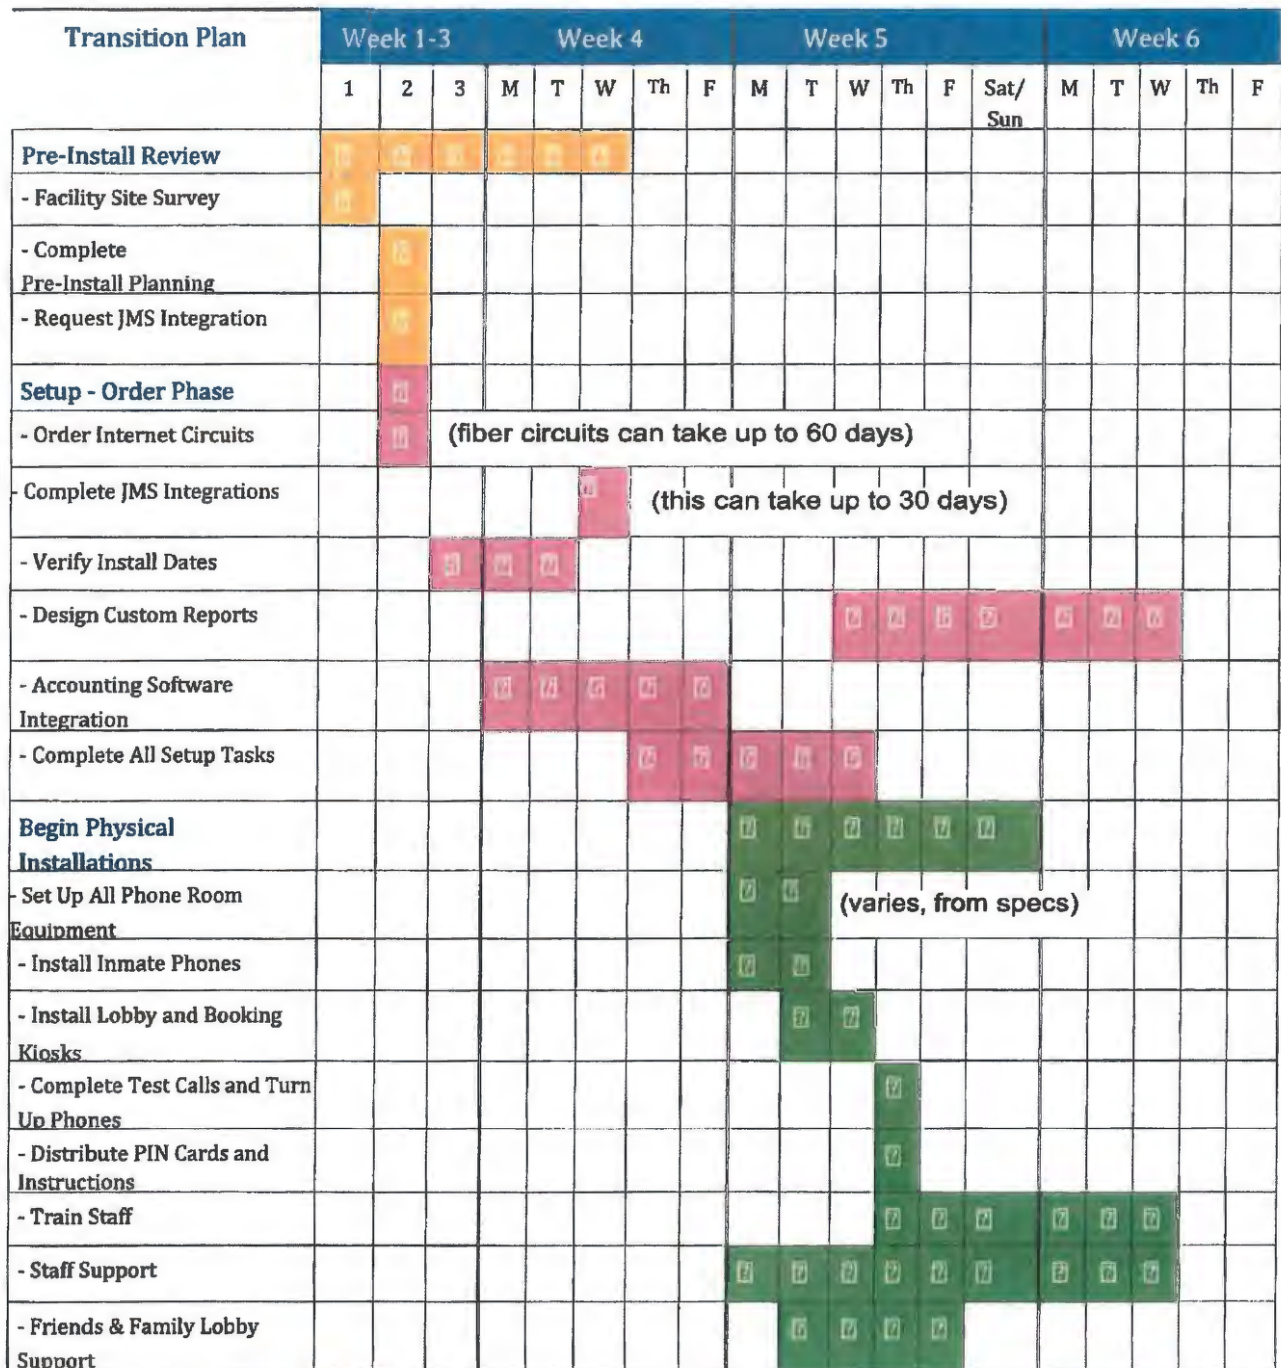 Transition Plan
Week 1-3 Week 4 Week 5 Week 6
1 2 3 M T W Th F M T W Th F Sat/ M T W Th F
Sun
Pre-Install Review
- Facility Site Survey
- Complete
Pre-Install Planning
- Request JMS Integration
Setup - Order Phase
- Order Internet Circuits (fiber circuits can take up to 60 days)
- Complete JMS Integrations (this can take up to 30 days)
- Verify Install Dates
- Design Custom Reports
- Accounting Software
Integration
- Complete All Setup Tasks
Begin Physical
Installations
- Set Up All Phone Room (varies, from specs)
Equipment
- Install Inmate Phones
- Install Lobby and Booking
Kiosks
- Complete Test Calls and Turn
Up Phones
- Distribute PIN Cards and
Instructions
- Train Staff
- Staff Support
- Friends & Family Lobby
Support